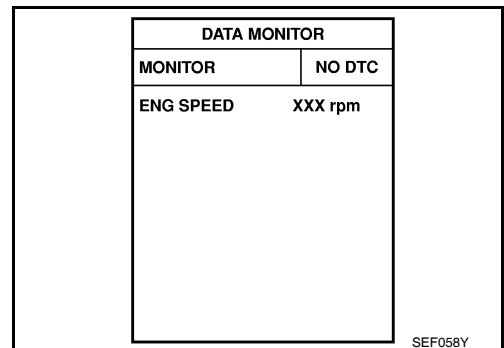 DATA MONITOR
MONITOR NO DTC
ENG SPEED XXX rpm
SEF058Y